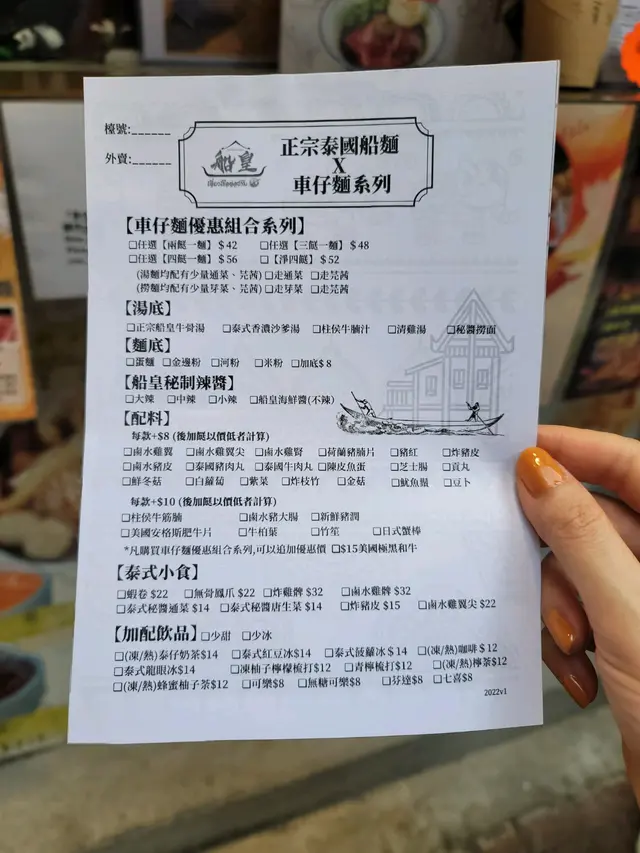 檯號:______
外賣:______
船皇
正宗泰國船麵
X
車仔麵系列
【車仔麵優惠組合系列】
☐任選【兩餸一麵】$42 ☐任選【三餸一麵】$48
☐任選【四餸一麵】$56 ☐【淨四餸】$52
(湯麵均配有少量通菜、芫茜) ☐走通菜 ☐走芫茜
(撈麵均配有少量芽菜、芫茜) ☐走芽菜 ☐走芫茜
【湯底】
☐正宗船皇牛骨湯 ☐泰式香濃沙爹湯 ☐柱侯牛腩汁 ☐清雞湯 ☐秘醬撈面
【麵底】
☐蛋麵 ☐金邊粉 ☐河粉 ☐米粉 ☐加底$8
【船皇秘制辣醬】
☐大辣 ☐中辣 ☐小辣 ☐船皇海鮮醬(不辣)
【配料】
每款+$8 (後加餸以價低者計算)
☐鹵水雞翼 ☐鹵水雞翼尖 ☐鹵水雞腎 ☐荷蘭豬腩片 ☐豬紅 ☐炸豬皮
☐鹵水豬皮 ☐泰國豬肉丸 ☐泰國牛肉丸 ☐陳皮魚蛋 ☐芝士腸 ☐貢丸
☐鮮冬菇 ☐白蘿蔔 ☐紫菜 ☐炸枝竹 ☐金菇 ☐魷魚鬚 ☐豆卜
每款+$10 (後加餸以價低者計算)
☐柱侯牛筋腩 ☐鹵水豬大腸 ☐新鮮豬潤
☐美國安格斯肥牛片 ☐牛柏葉 ☐竹笙 ☐日式蟹棒
*凡購買車仔麵優惠組合系列,可以追加優惠價 ☐$15美國極黑和牛
【泰式小食】
☐蝦卷 $22 ☐無骨鳳爪 $22 ☐炸雞髀 $32 ☐鹵水雞髀 $32
☐泰式秘醬通菜 $14 ☐泰式秘醬唐生菜 $14 ☐炸豬皮 $15 ☐鹵水雞翼尖 $22
【加配飲品】☐少甜 ☐少冰
☐(凍/熱)泰仔奶茶$14 ☐泰式紅豆冰$14 ☐泰式菠蘿冰$14 ☐(凍/熱)咖啡$12
☐泰式龍眼冰$14 ☐凍柚子檸檬梳打$12 ☐青檸梳打$12 ☐(凍/熱)檸茶$12
☐(凍/熱)蜂蜜柚子茶$12 ☐可樂$8 ☐無糖可樂$8 ☐芬達$8 ☐七喜$8
2022v1